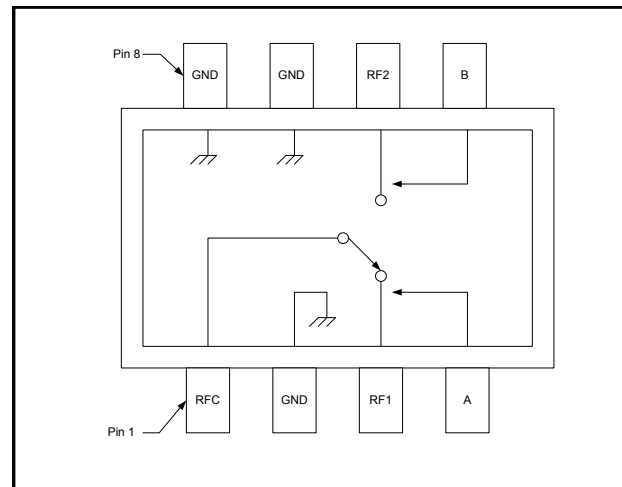 Pin 8
GND
GND
RF2
B
RFC
GND
RF1
A
Pin 1